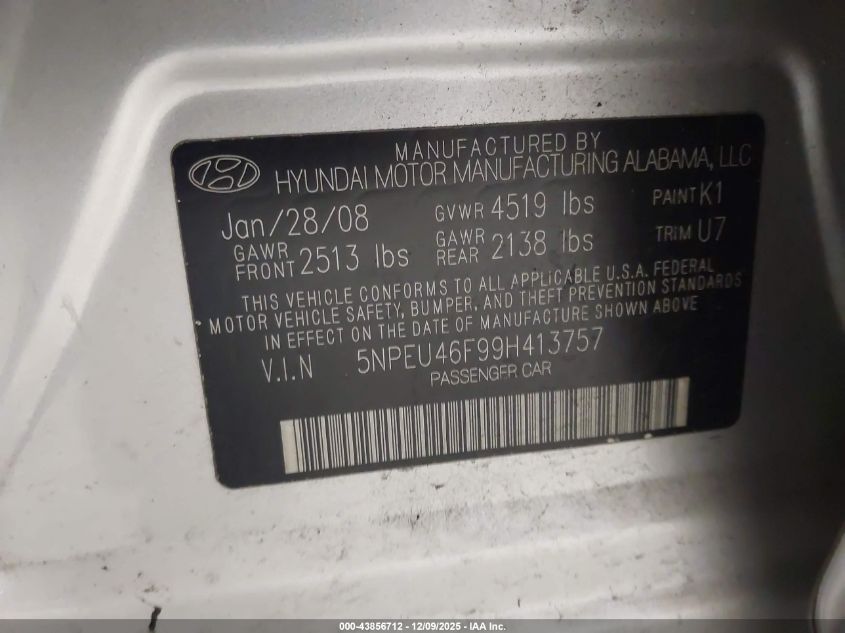 MANUFACTURED BY
HYUNDAI MOTOR MANUFACTURING ALABAMA, LLC
Jan/28/08 GVWR 4519 lbs PAINT K1
GAWR FRONT 2513 lbs GAWR REAR 2138 lbs TRIM U7
THIS VEHICLE CONFORMS TO ALL APPLICABLE U.S.A. FEDERAL
MOTOR VEHICLE SAFETY, BUMPER, AND THEFT PREVENTION STANDARDS
IN EFFECT ON THE DATE OF MANUFACTURE SHOWN ABOVE
V.I.N 5NPEU46F99H413757
PASSENGER CAR
000-43856712 - 12/09/2025 - IAA Inc.